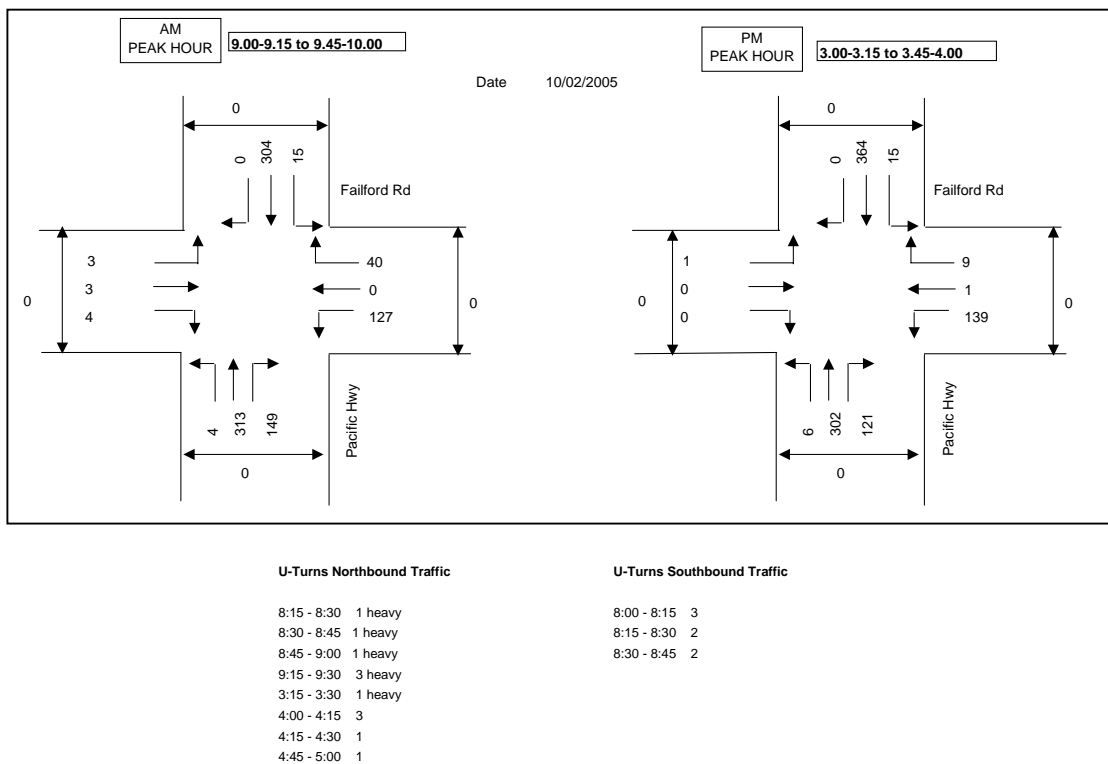 AM
PEAK HOUR
9.00-9.15 to 9.45-10.00
PM
PEAK HOUR
3.00-3.15 to 3.45-4.00
Date 10/02/2005
0
0 304 15
Failford Rd
3
3
4
0
40
0
127
0
4 313 149
Pacific Hwy
0
0
0 364 15
Failford Rd
1
0
0
0
9
1
139
0
6 302 121
Pacific Hwy
0
U-Turns Northbound Traffic
8:15 - 8:30 1 heavy
8:30 - 8:45 1 heavy
8:45 - 9:00 1 heavy
9:15 - 9:30 3 heavy
3:15 - 3:30 1 heavy
4:00 - 4:15 3
4:15 - 4:30 1
4:45 - 5:00 1
U-Turns Southbound Traffic
8:00 - 8:15 3
8:15 - 8:30 2
8:30 - 8:45 2